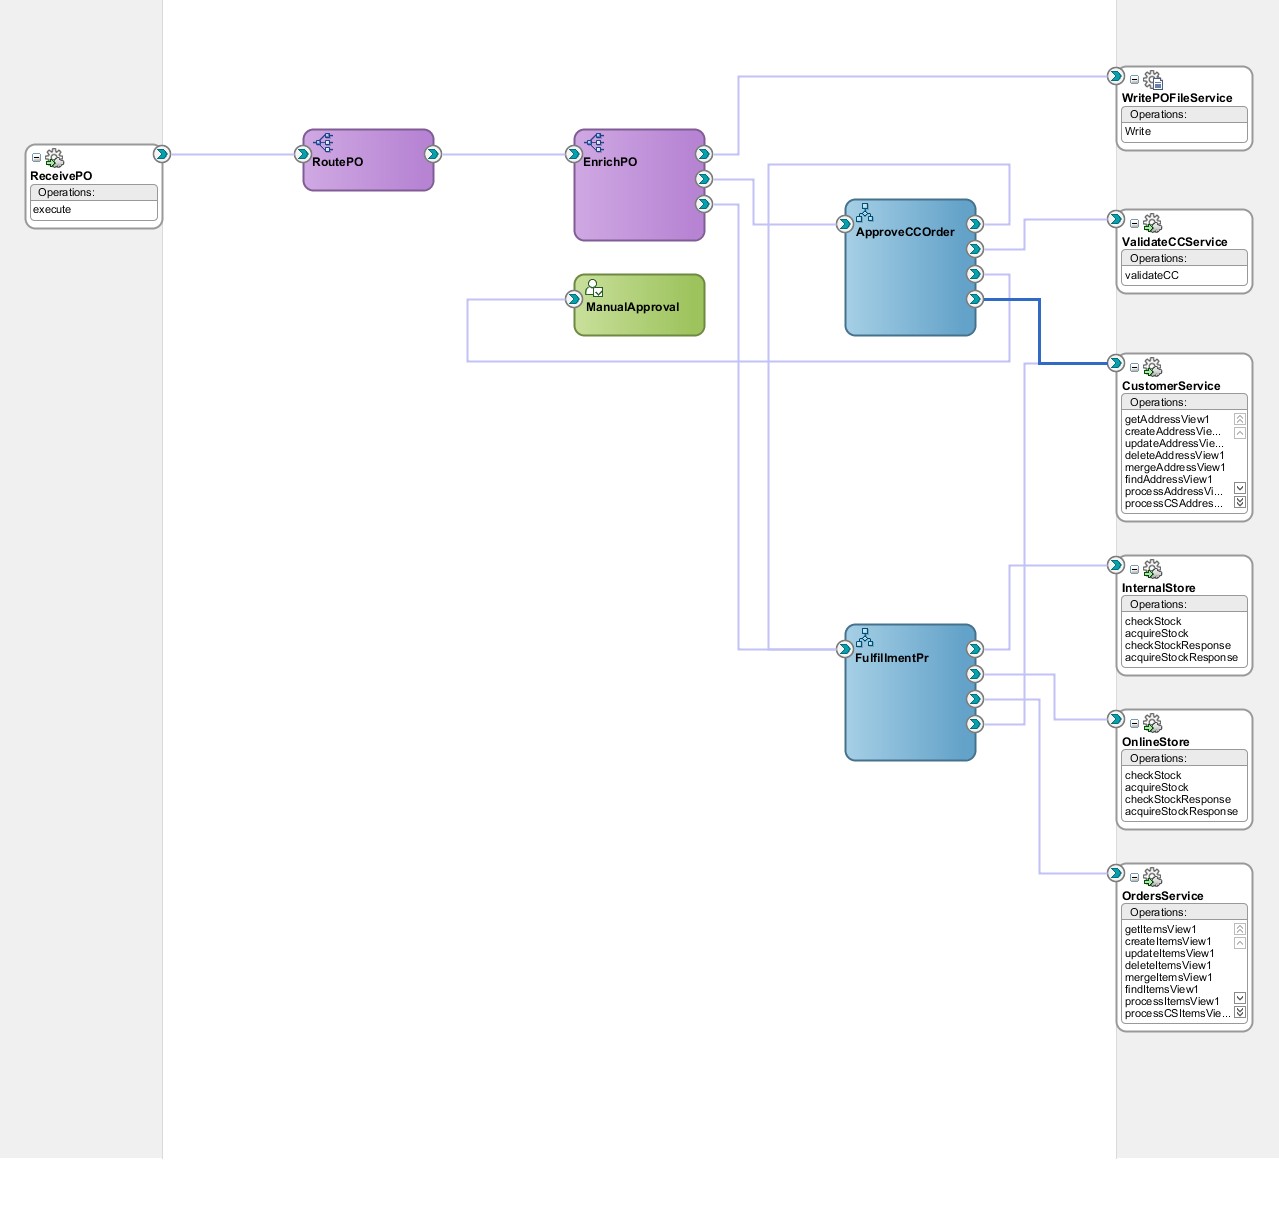 ReceivePO
Operations:
execute
RoutePO
EnrichPO
ManualApproval
ApproveCCOrder
FulfillmentPr
WritePOFileService
Operations:
Write
ValidateCCService
Operations:
validateCC
CustomerService
Operations:
getAddressView1
createAddressVie...
updateAddressVie...
deleteAddressView1
mergeAddressView1
findAddressView1
processAddressVi...
processCSAddres...
InternalStore
Operations:
checkStock
acquireStock
checkStockResponse
acquireStockResponse
OnlineStore
Operations:
checkStock
acquireStock
checkStockResponse
acquireStockResponse
OrdersService
Operations:
getItemsView1
createItemsView1
updateItemsView1
deleteItemsView1
mergeItemsView1
findItemsView1
processItemsView1
processCSItemsVie...